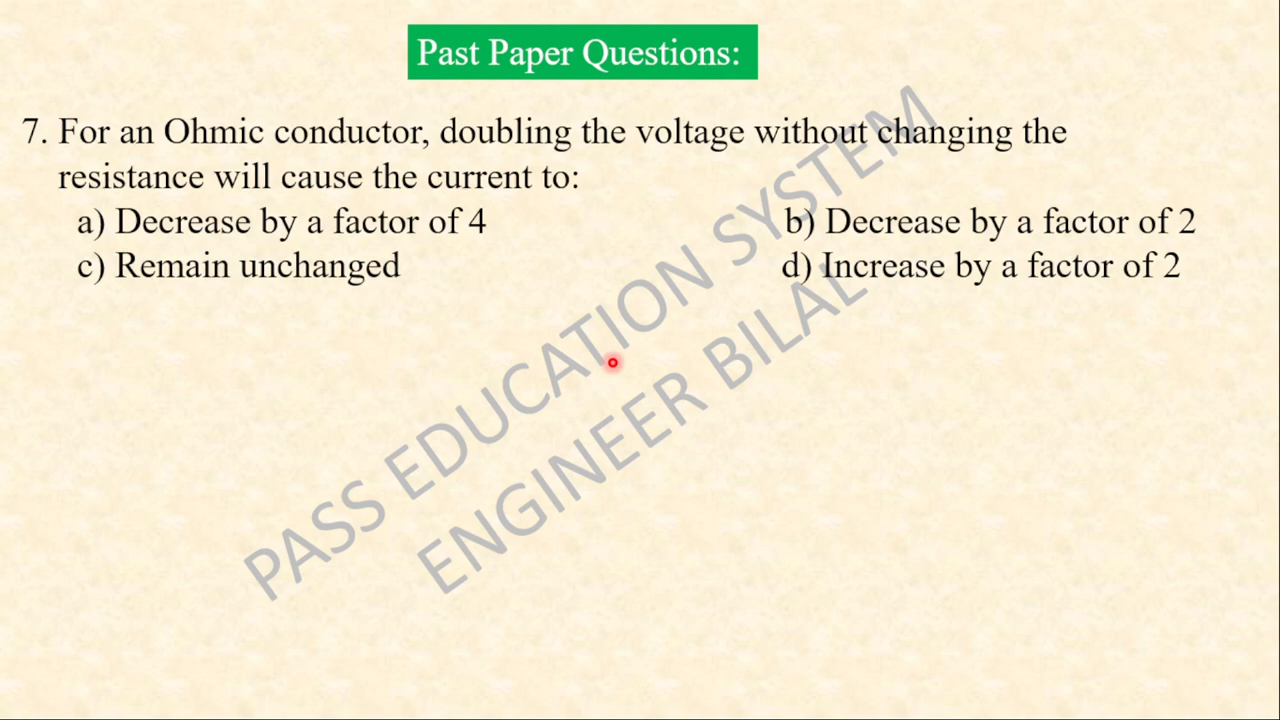 Past Paper Questions:
7. For an Ohmic conductor, doubling the voltage without changing the
resistance will cause the current to:
a) Decrease by a factor of 4 b) Decrease by a factor of 2
c) Remain unchanged d) Increase by a factor of 2
PASS EDUCATION SYSTEM
ENGINEER BILAL